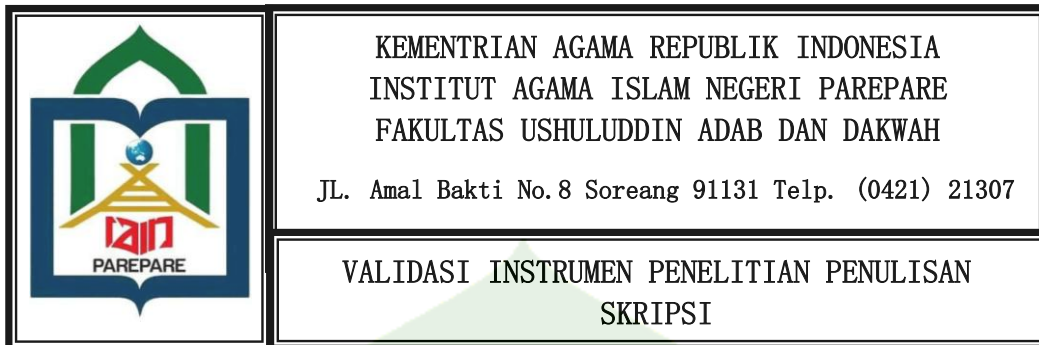 KEMENTRIAN AGAMA REPUBLIK INDONESIA
INSTITUT AGAMA ISLAM NEGERI PAREPARE
FAKULTAS USHULUDDIN ADAB DAN DAKWAH
JL. Amal Bakti No.8 Soreang 91131 Telp. (0421) 21307
iain
PAREPARE
VALIDASI INSTRUMEN PENELITIAN PENULISAN
SKRIPSI